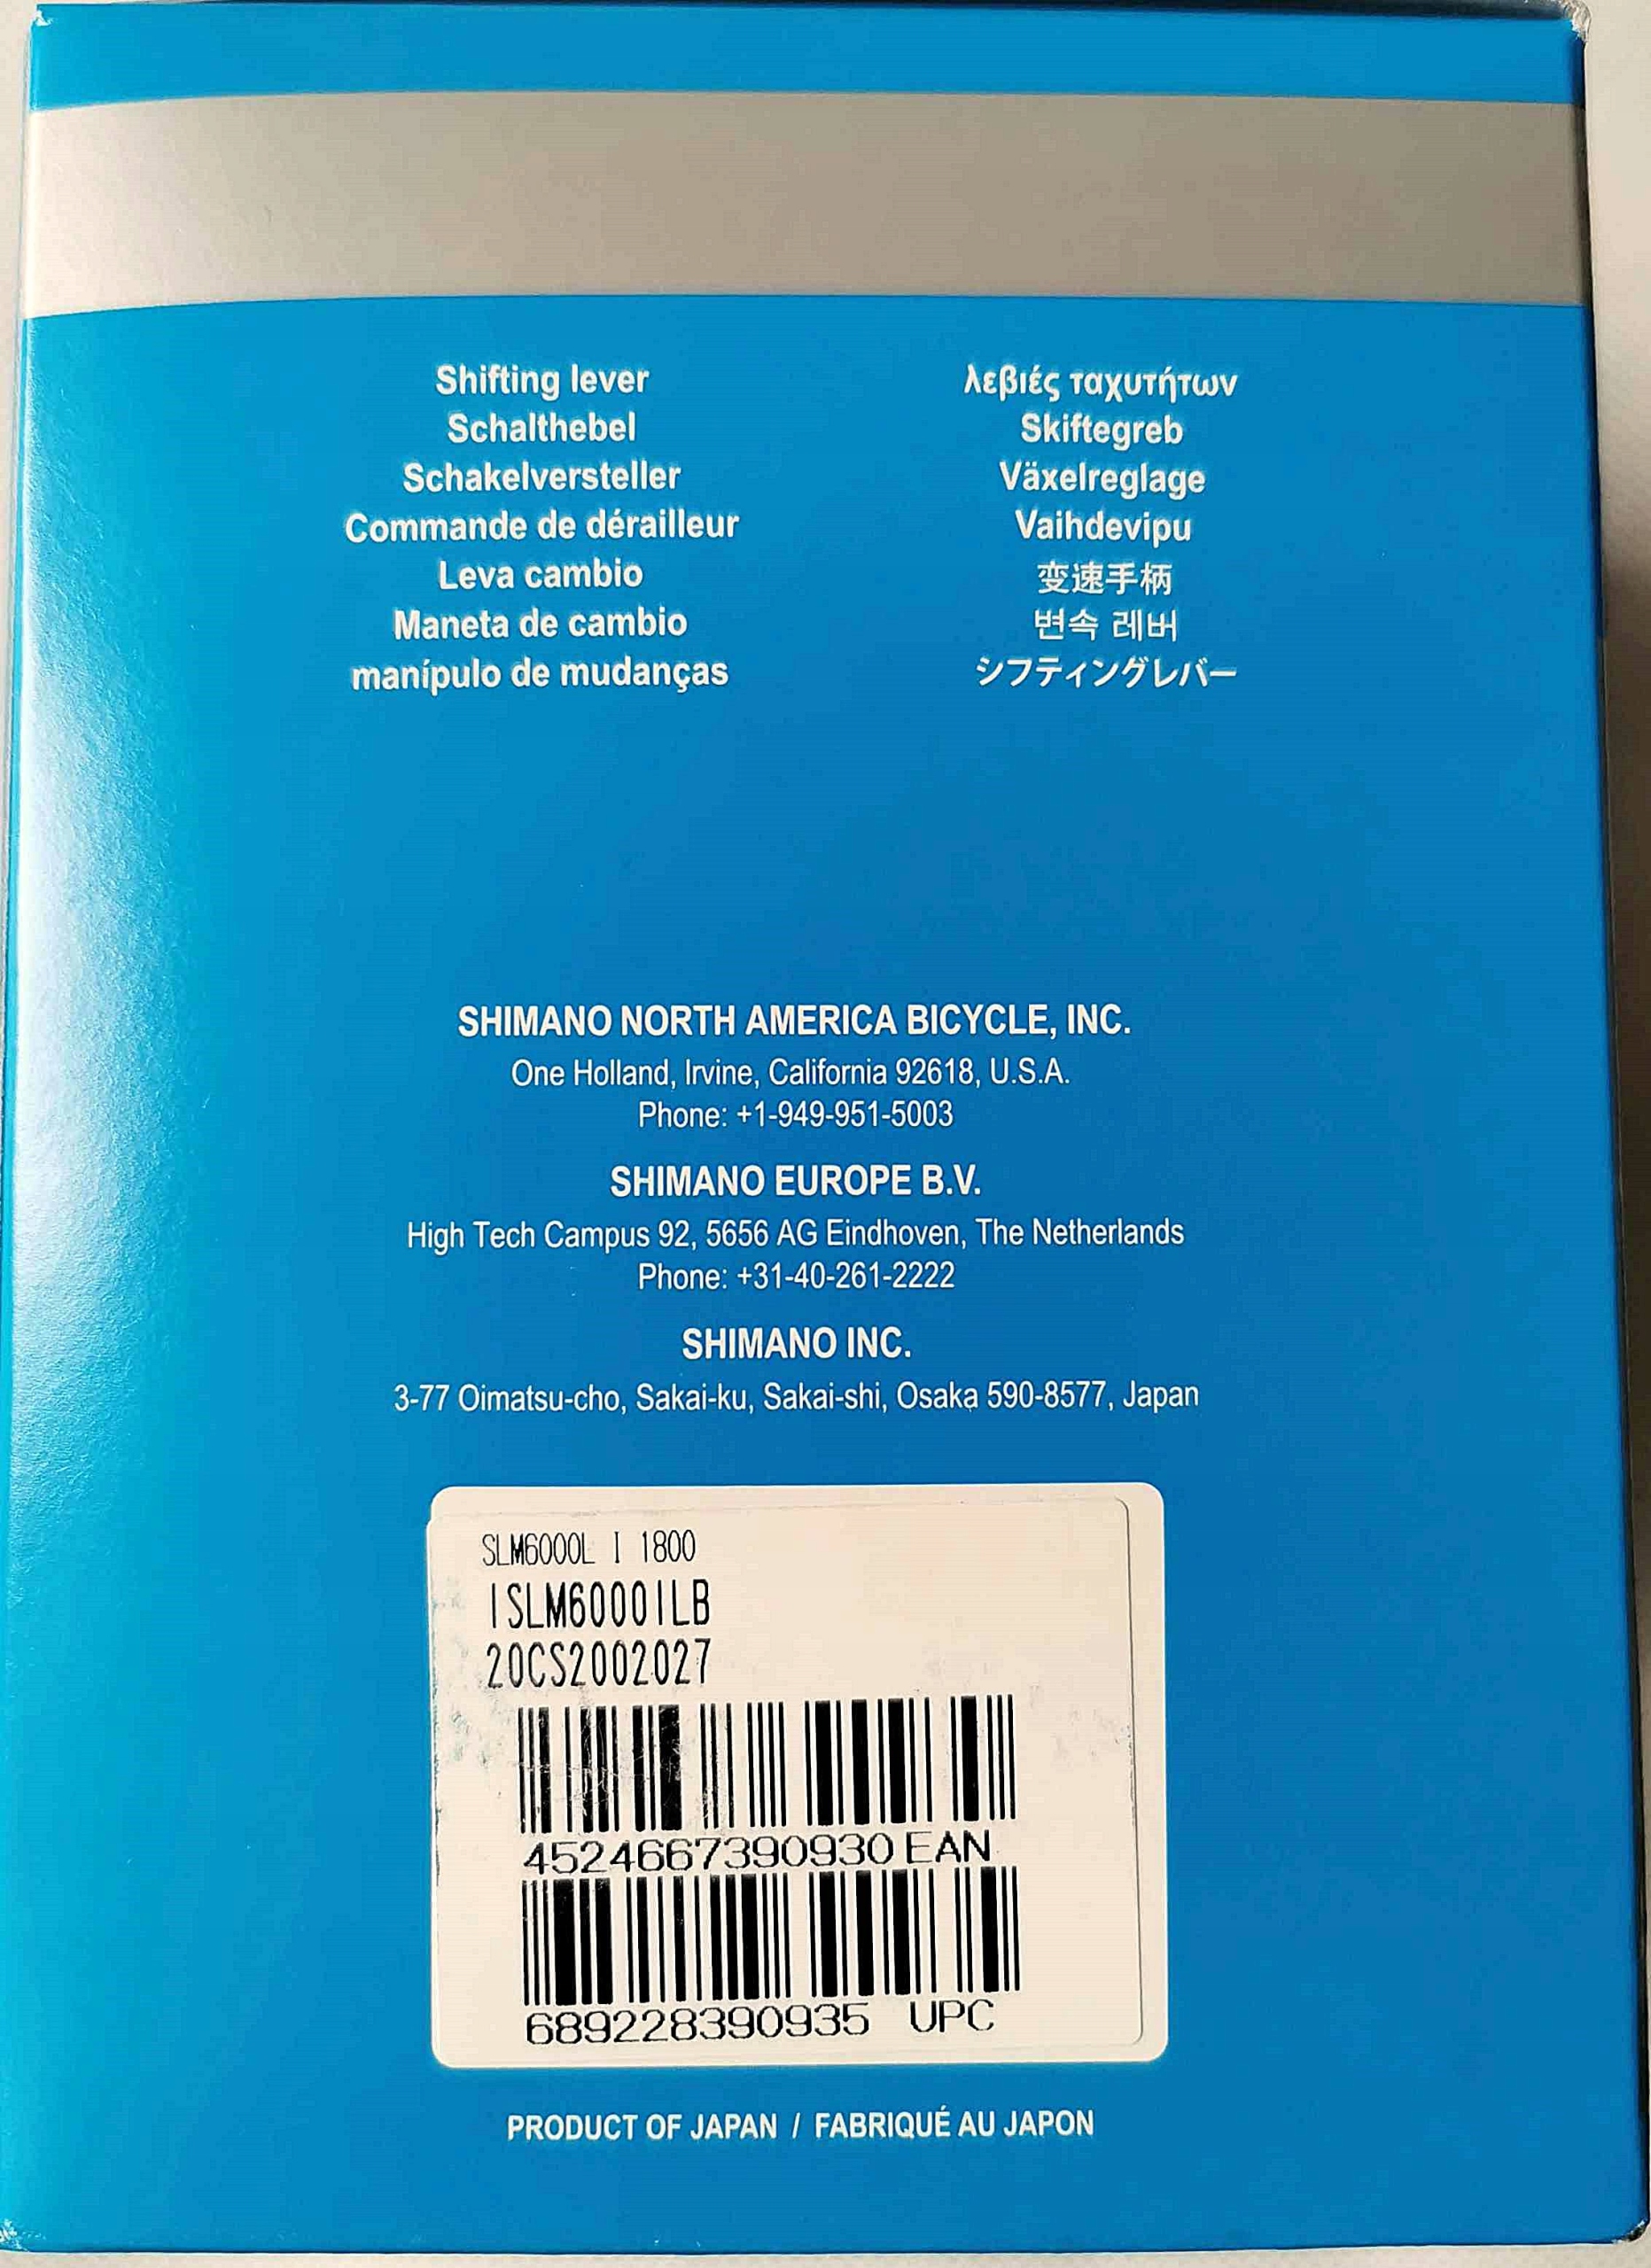 Shifting lever
Schalthebel
Schakelversteller
Commande de dérailleur
Leva cambio
Maneta de cambio
manípulo de mudanças
λεβιές ταχυτήτων
Skiftegreb
Växelreglage
Vaihdevipu
变速手柄
변속 레버
シフティングレバー
SHIMANO NORTH AMERICA BICYCLE, INC.
One Holland, Irvine, California 92618, U.S.A.
Phone: +1-949-951-5003
SHIMANO EUROPE B.V.
High Tech Campus 92, 5656 AG Eindhoven, The Netherlands
Phone: +31-40-261-2222
SHIMANO INC.
3-77 Oimatsu-cho, Sakai-ku, Sakai-shi, Osaka 590-8577, Japan
SLM6000L I 1800
ISLM6000ILB
20CS2002027
4524667390930 EAN
689228390935 UPC
PRODUCT OF JAPAN / FABRIQUÉ AU JAPON